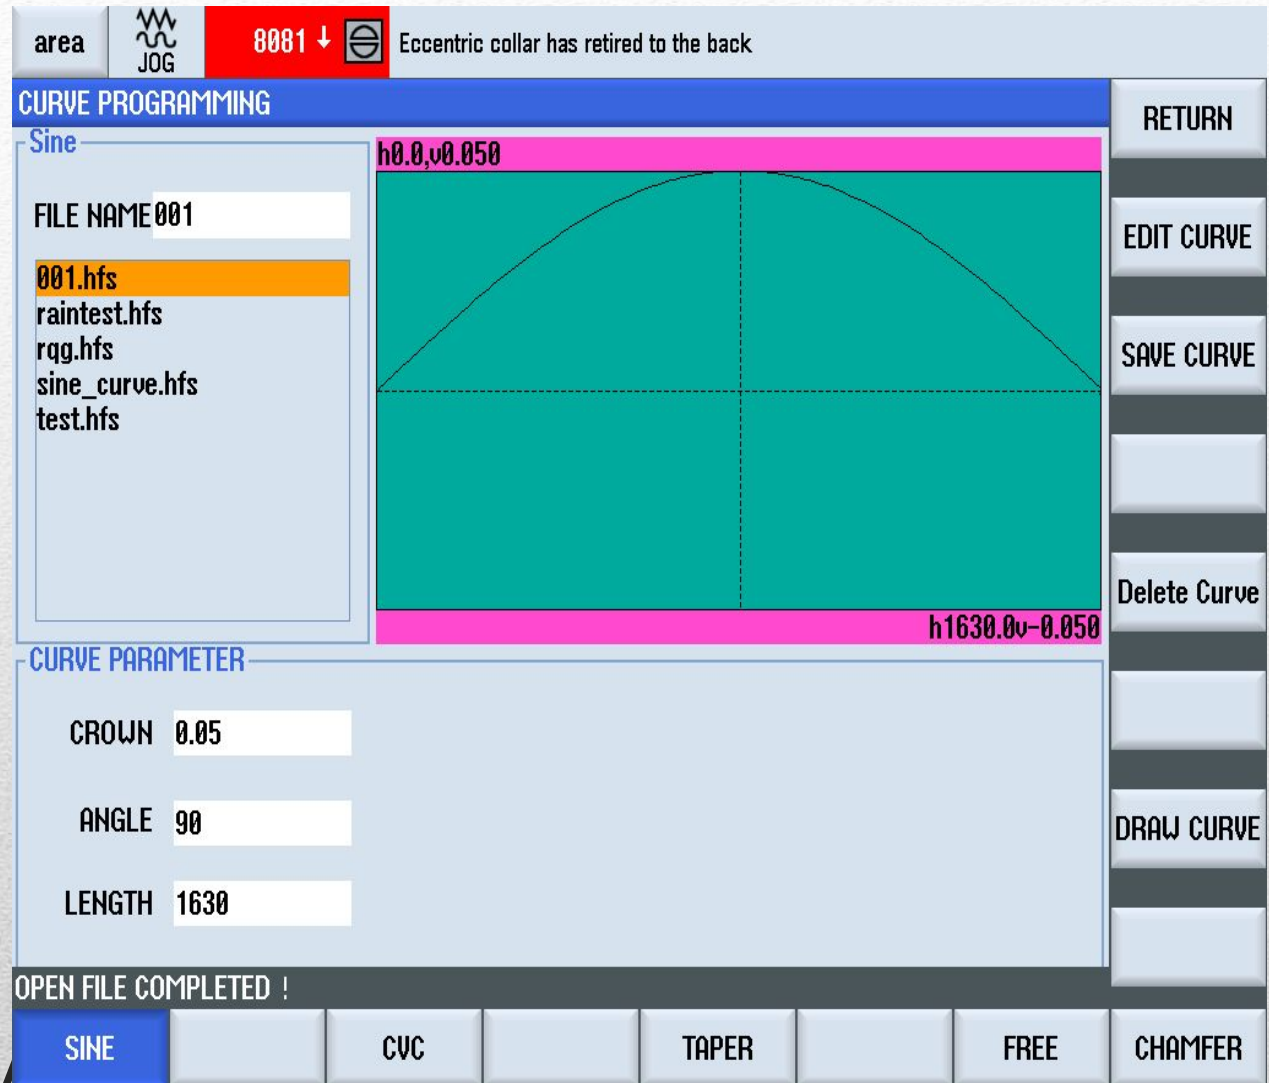 area
JOG
8081 ↓ Eccentric collar has retired to the back
CURVE PROGRAMMING
RETURN
Sine
h0.0,v0.050
FILE NAME 001
EDIT CURVE
001.hfs
raintest.hfs
rqg.hfs
sine_curve.hfs
test.hfs
SAVE CURVE
Delete Curve
h1630.0v-0.050
CURVE PARAMETER
CROWN 0.05
ANGLE 90
DRAW CURVE
LENGTH 1630
OPEN FILE COMPLETED !
SINE
CVC
TAPER
FREE
CHAMFER